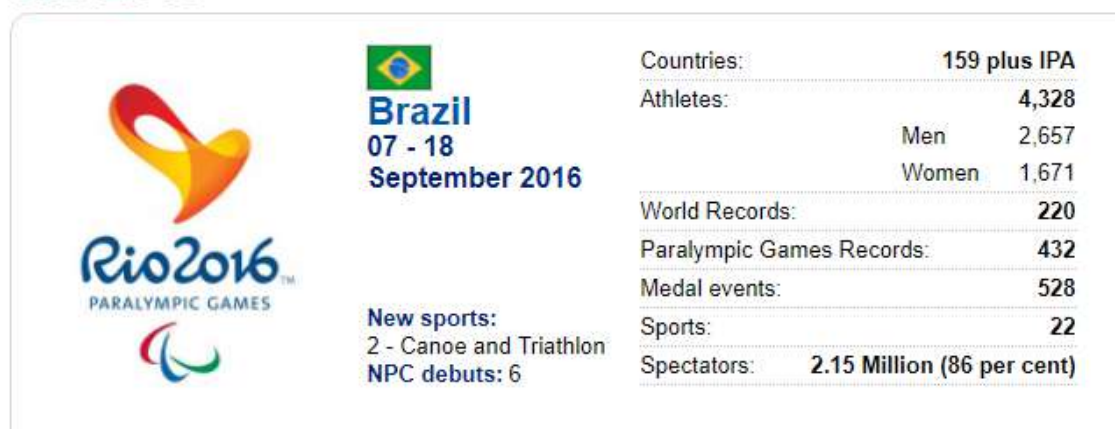 Rio2016™
PARALYMPIC GAMES
Brazil
07 - 18
September 2016
New sports:
2 - Canoe and Triathlon
NPC debuts: 6
Countries: 159 plus IPA
Athletes: 4,328
Men 2,657
Women 1,671
World Records: 220
Paralympic Games Records: 432
Medal events: 528
Sports: 22
Spectators: 2.15 Million (86 per cent)